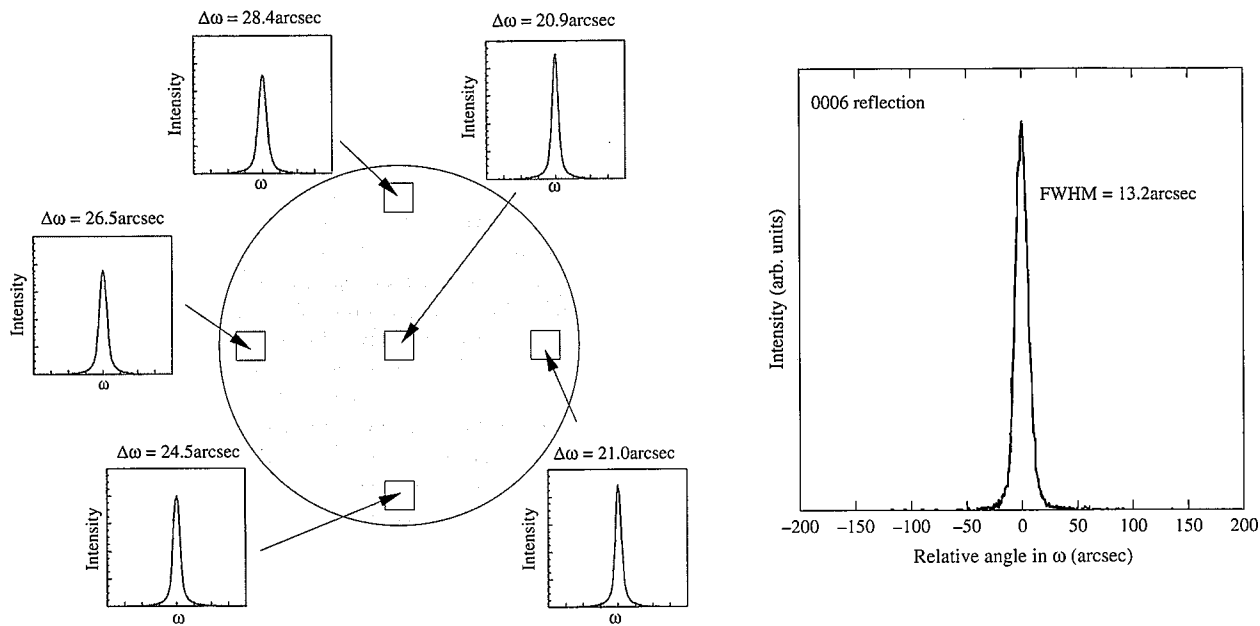 Δω = 28.4arcsec
Intensity
ω
Δω = 20.9arcsec
Intensity
ω
Δω = 26.5arcsec
Intensity
ω
Δω = 24.5arcsec
Intensity
ω
Δω = 21.0arcsec
Intensity
ω
0006 reflection
FWHM = 13.2arcsec
Intensity (arb. units)
−200 −150 −100 −50 0 50 100 150 200
Relative angle in ω (arcsec)